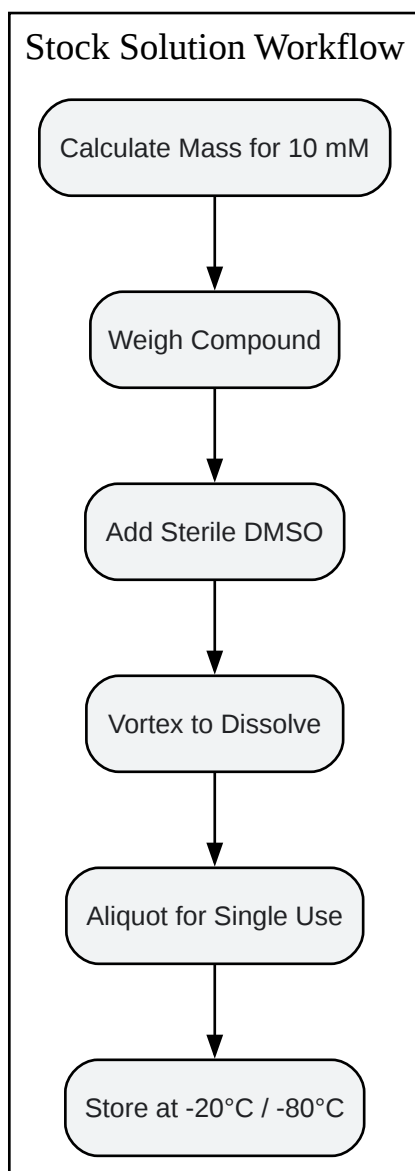 Stock Solution Workflow
Calculate Mass for 10 mM
Weigh Compound
Add Sterile DMSO
Vortex to Dissolve
Aliquot for Single Use
Store at -20°C / -80°C